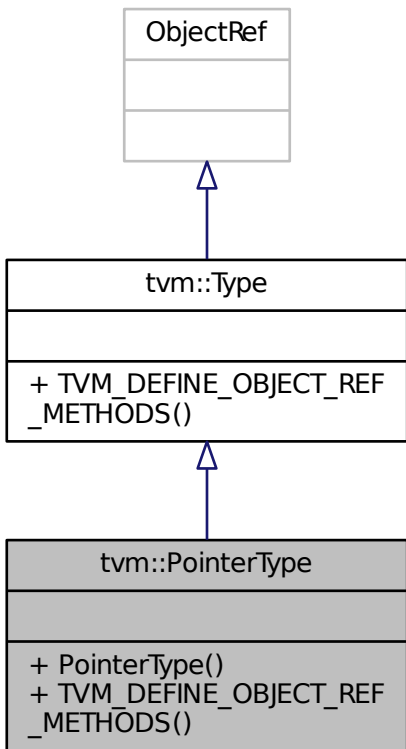 ObjectRef
tvm::Type
+ TVM_DEFINE_OBJECT_REF
_METHODS()
tvm::PointerType
+ PointerType()
+ TVM_DEFINE_OBJECT_REF
_METHODS()